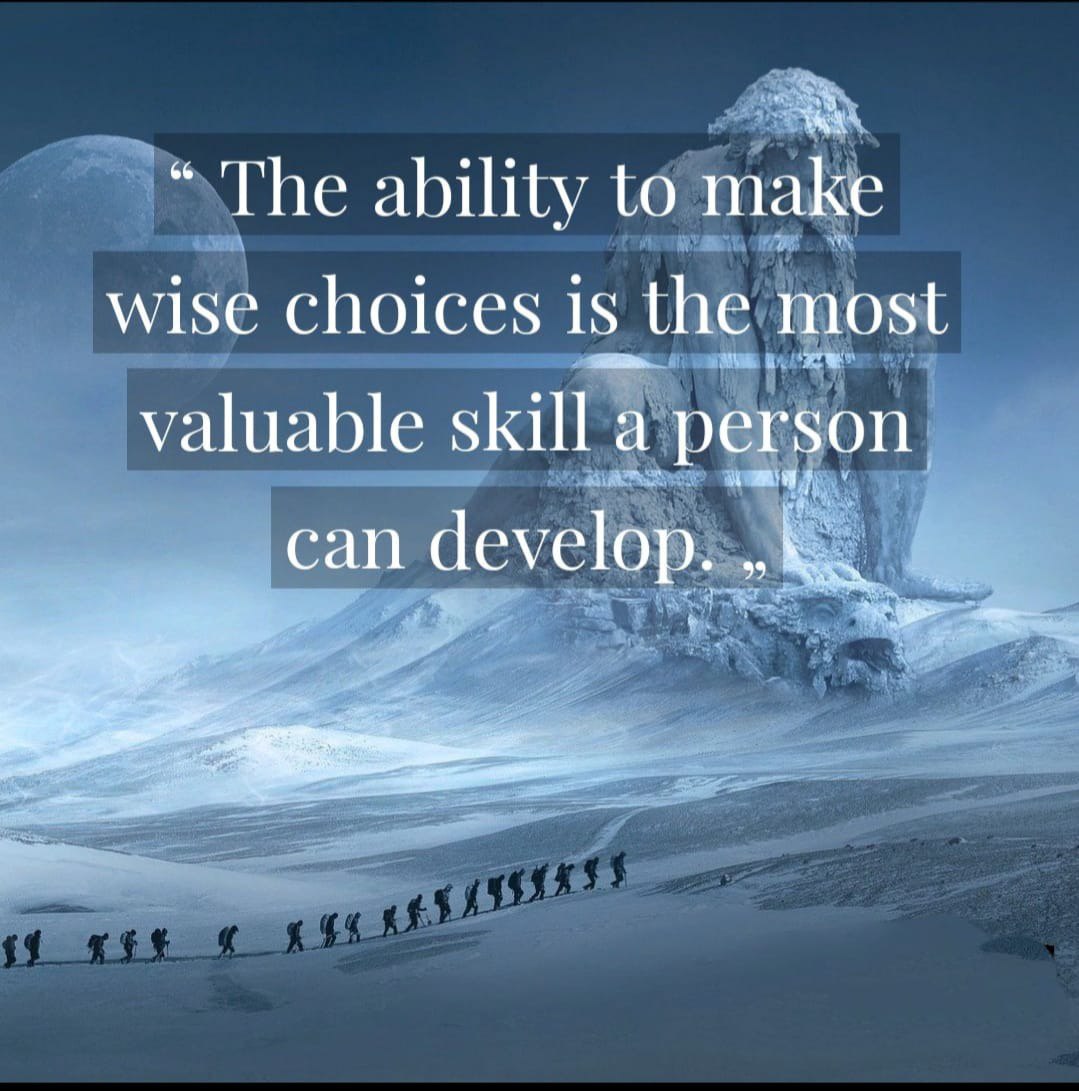 “ The ability to make
wise choices is the most
valuable skill a person
can develop. „